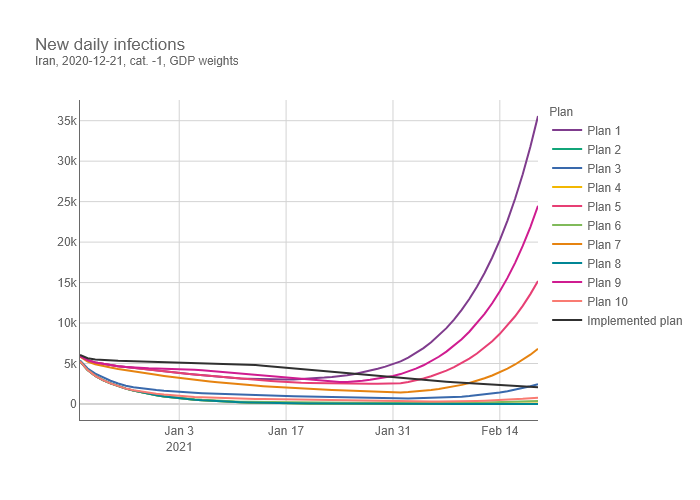 New daily infections
Iran, 2020-12-21, cat. -1, GDP weights
35k
30k
25k
20k
15k
10k
5k
0
Jan 3
2021
Jan 17
Jan 31
Feb 14
Plan
Plan 1
Plan 2
Plan 3
Plan 4
Plan 5
Plan 6
Plan 7
Plan 8
Plan 9
Plan 10
Implemented plan